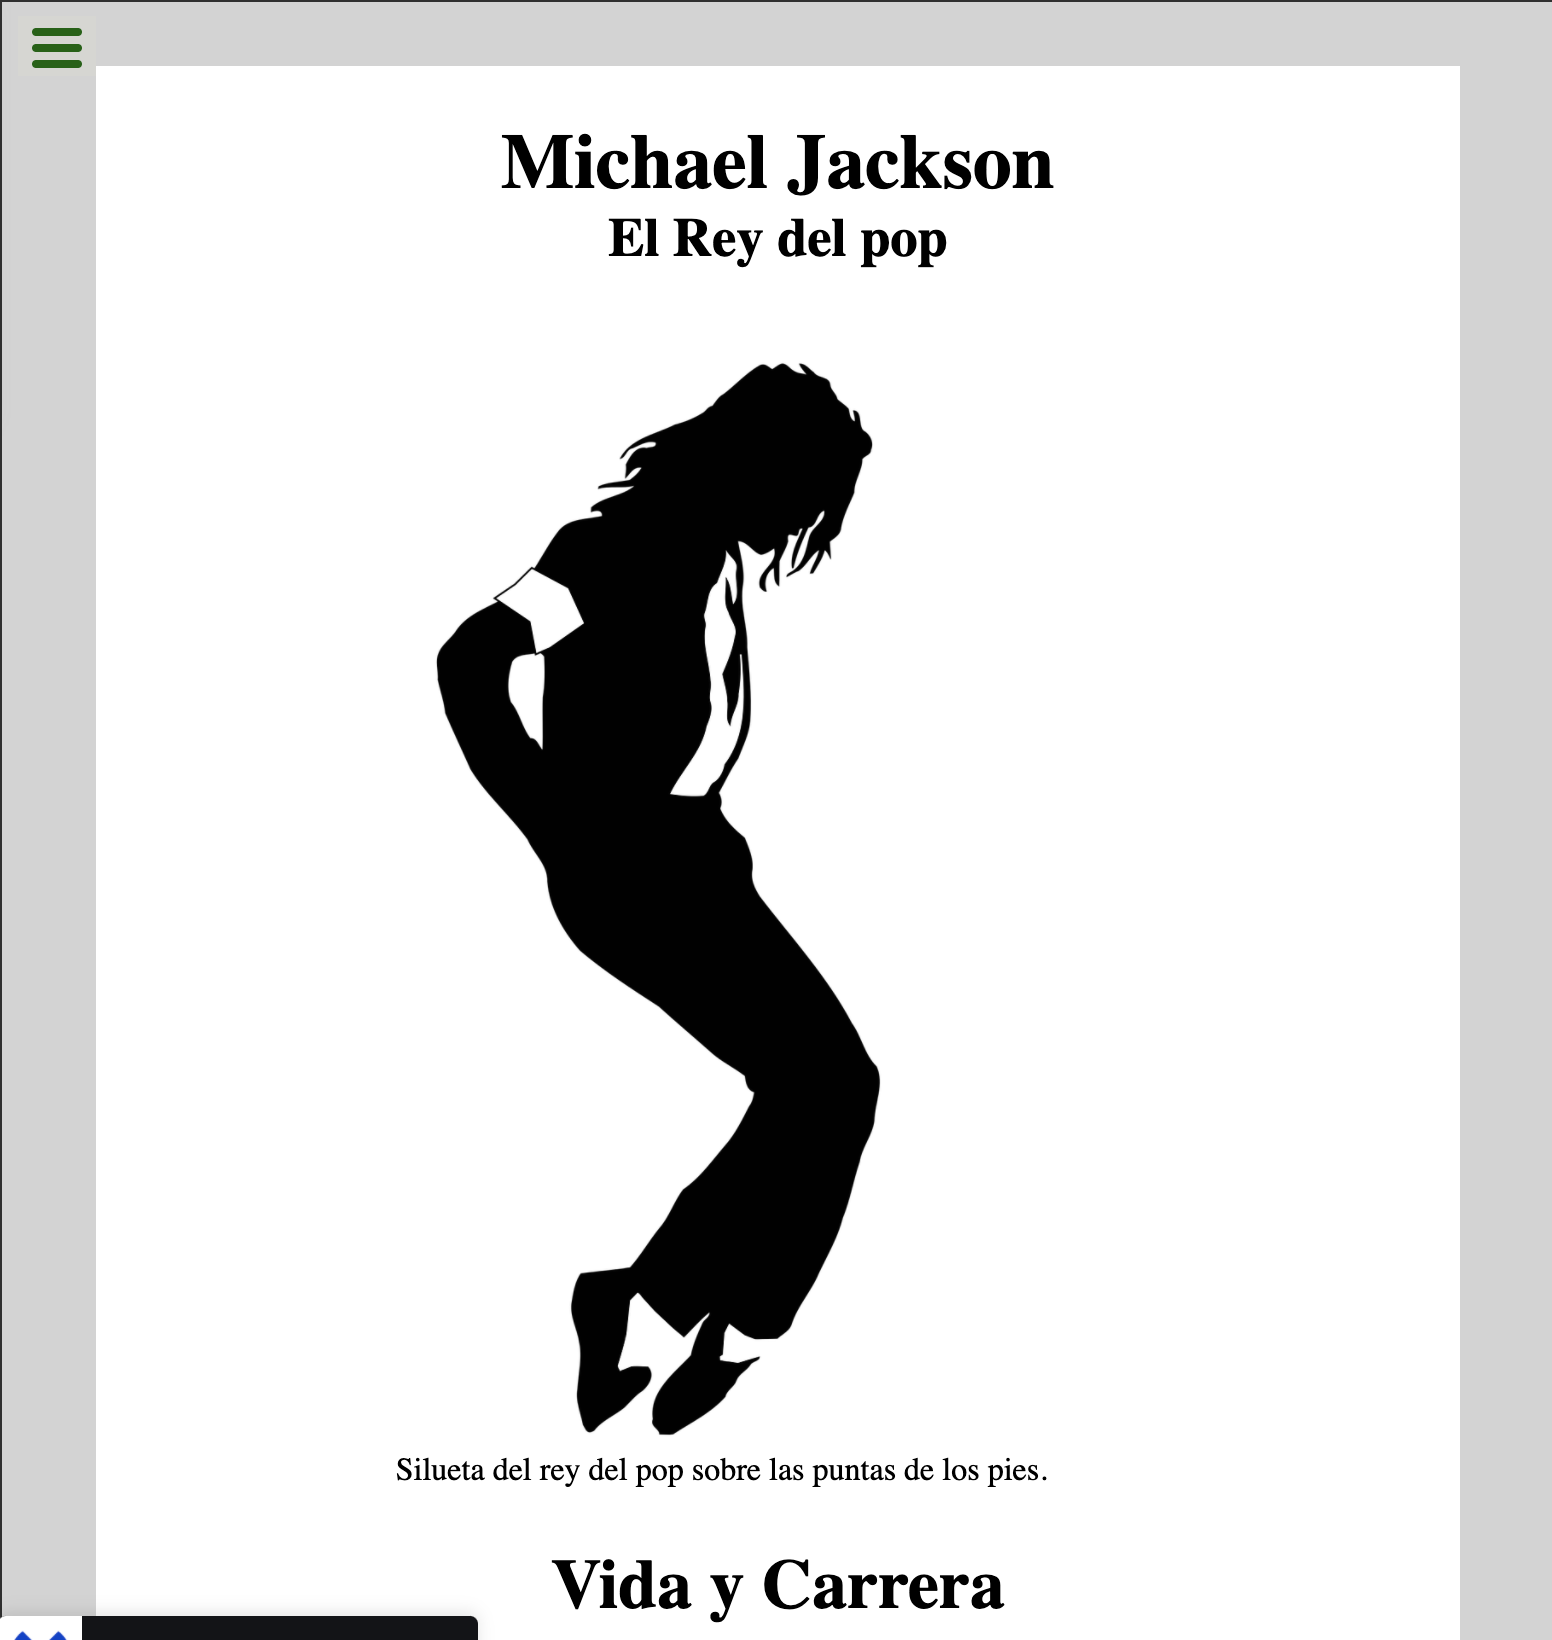 Michael Jackson
El Rey del pop
Silueta del rey del pop sobre las puntas de los pies.
Vida y Carrera